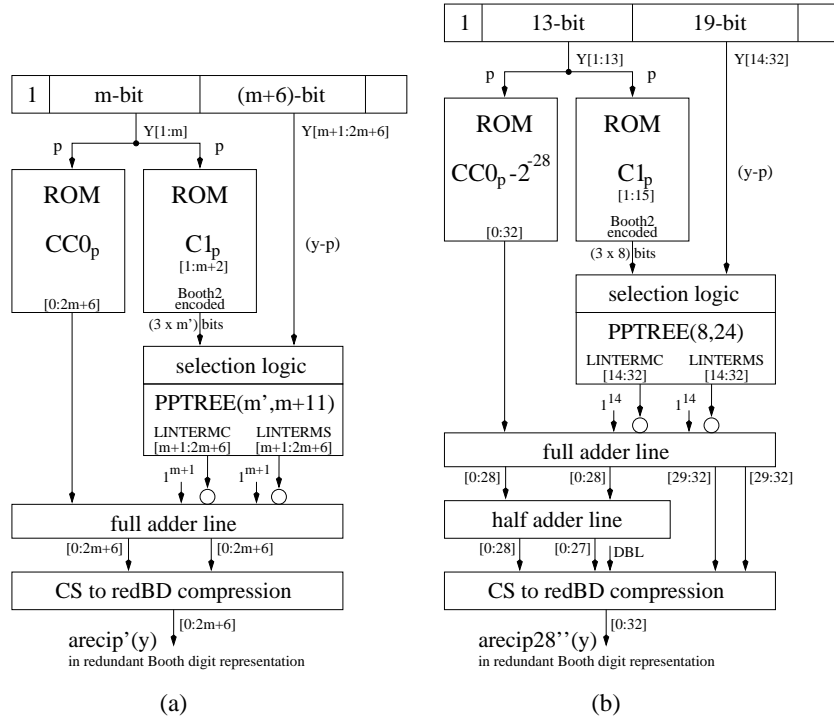 1 m-bit (m+6)-bit
Y[1:m]
Y[m+1:2m+6]
p p
ROM ROM
CC0p C1p
[1:m+2]
(y-p)
Booth2
encoded
[0:2m+6]
(3 x m') bits
selection logic
PPTREE(m',m+11)
LINTERMC LINTERMS
[m+1:2m+6] [m+1:2m+6]
1^m+1 1^m+1
full adder line
[0:2m+6] [0:2m+6]
CS to redBD compression
[0:2m+6]
arecip'(y)
in redundant Booth digit representation
(a)
1 13-bit 19-bit
Y[1:13] Y[14:32]
p p
ROM ROM
CC0p-2^-28 C1p
[1:15]
(y-p)
Booth2
encoded
[0:32]
(3 x 8) bits
selection logic
PPTREE(8,24)
LINTERMC LINTERMS
[14:32] [14:32]
1^14 1^14
full adder line
[0:28] [0:28] [29:32] [29:32]
half adder line
[0:28] [0:27] DBL
CS to redBD compression
[0:32]
arecip28''(y)
in redundant Booth digit representation
(b)